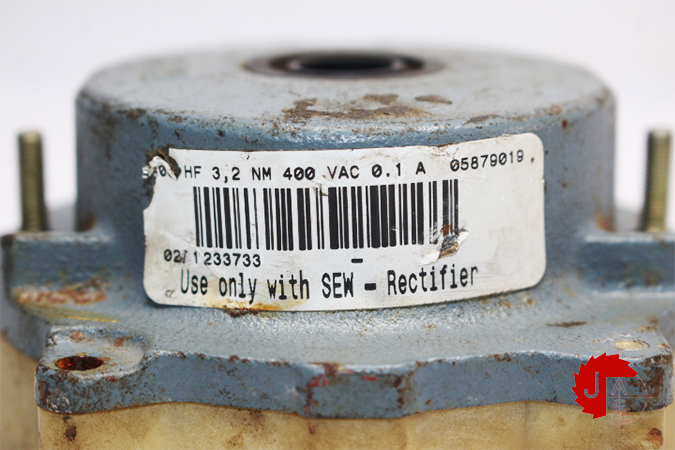 HF 3,2 NM 400 VAC 0.1 A 05879019
02/1233733
Use only with SEW - Rectifier